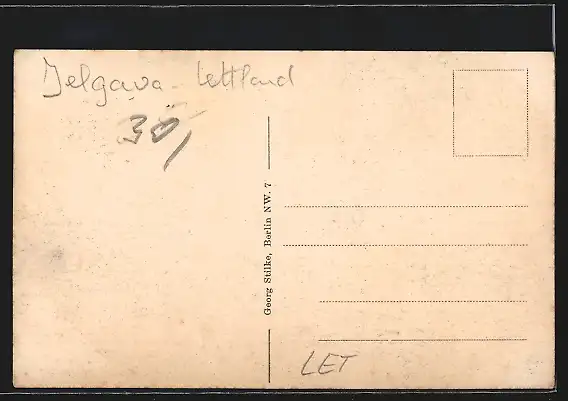 Jelgava - Lettland
30,
Georg Stilke, Berlin NW. 7
LET